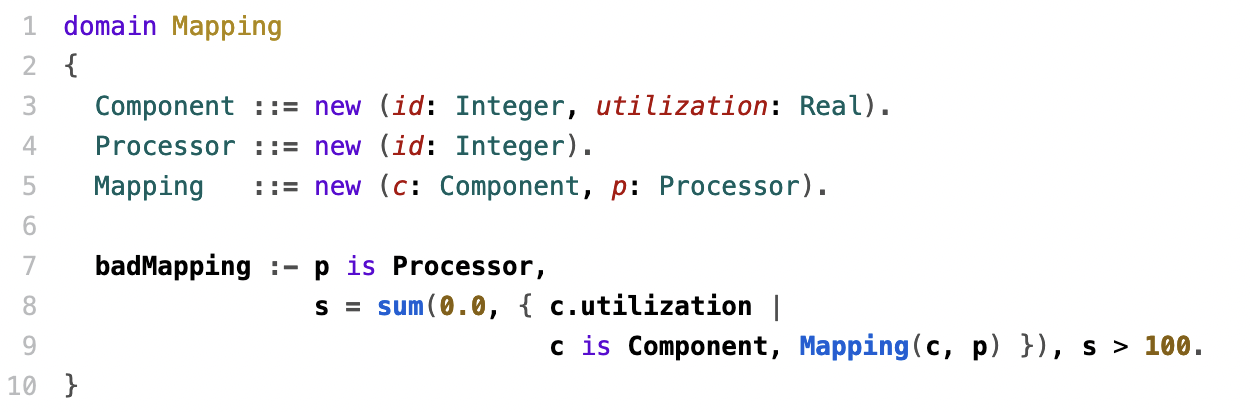 1 domain Mapping
2 {
3   Component ::= new (id: Integer, utilization: Real).
4   Processor ::= new (id: Integer).
5   Mapping   ::= new (c: Component, p: Processor).
6
7   badMapping :- p is Processor,
8                 s = sum(0.0, { c.utilization |
9                                c is Component, Mapping(c, p) }), s > 100.
10 }